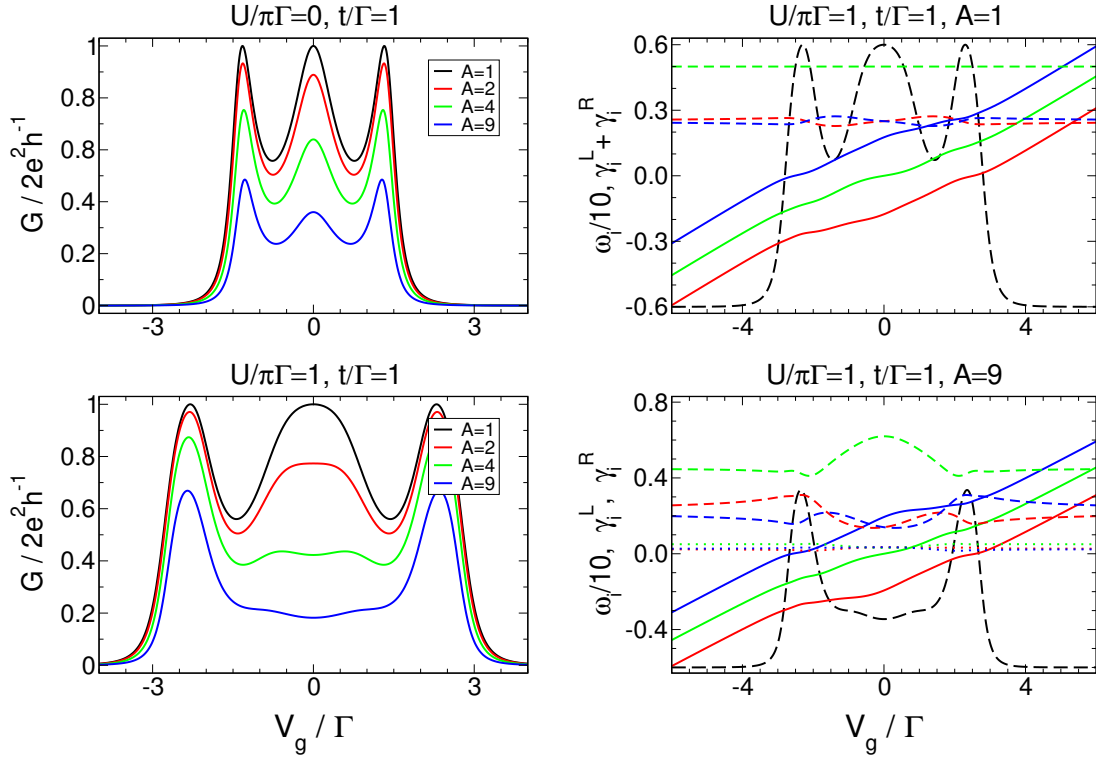 U/πΓ=0, t/Γ=1
G / 2e²h⁻¹
1
0.8
0.6
0.4
0.2
0
-3
0
3
A=1
A=2
A=4
A=9
U/πΓ=1, t/Γ=1, A=1
ω_i/10, γ_i^L + γ_i^R
0.6
0.3
0.0
-0.3
-0.6
-4
0
4
U/πΓ=1, t/Γ=1
G / 2e²h⁻¹
1
0.8
0.6
0.4
0.2
0
-3
0
3
V_g / Γ
A=1
A=2
A=4
A=9
U/πΓ=1, t/Γ=1, A=9
ω_i/10, γ_i^L, γ_i^R
0.8
0.4
0.0
-0.4
-4
0
4
V_g / Γ